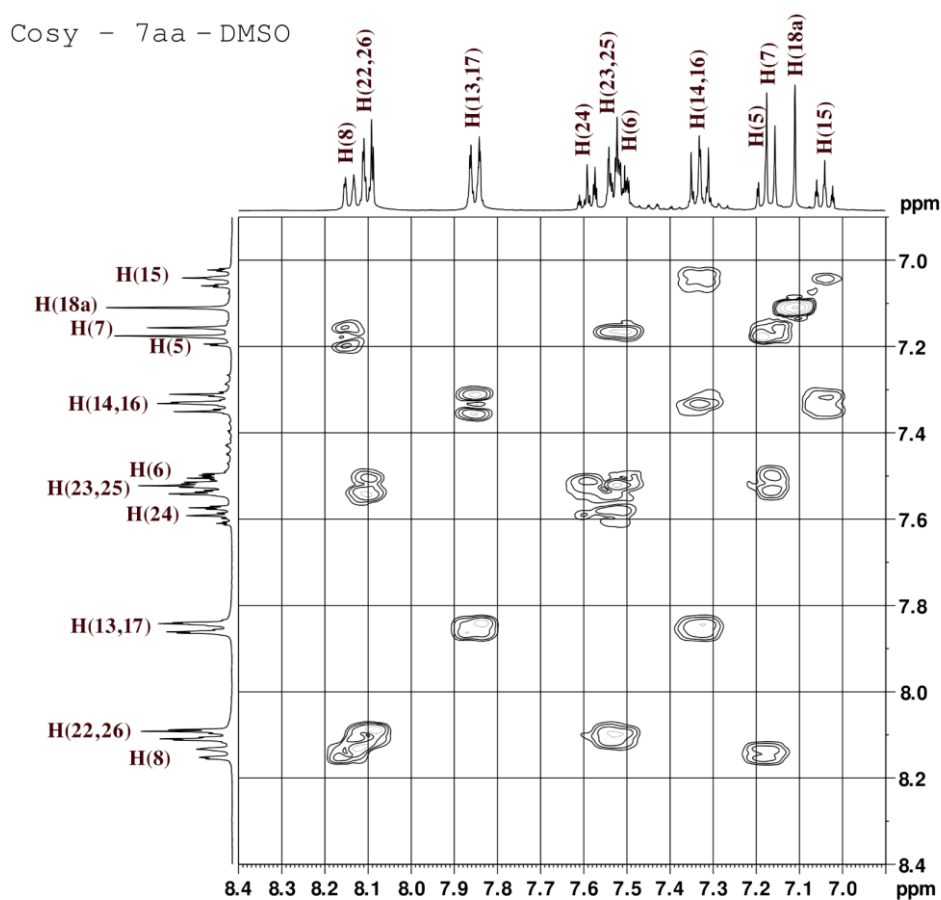 Cosy - 7aa - DMSO
H(8)
H(22,26)
H(13,17)
H(24)
H(23,25)
H(6)
H(14,16)
H(5)
H(7)
H(18a)
H(15)
ppm
H(15)
7.0
H(18a)
H(7)
H(5)
7.2
H(14,16)
7.4
H(6)
H(23,25)
H(24)
7.6
H(13,17)
7.8
8.0
H(22,26)
H(8)
8.2
8.4
8.4 8.3 8.2 8.1 8.0 7.9 7.8 7.7 7.6 7.5 7.4 7.3 7.2 7.1 7.0 ppm